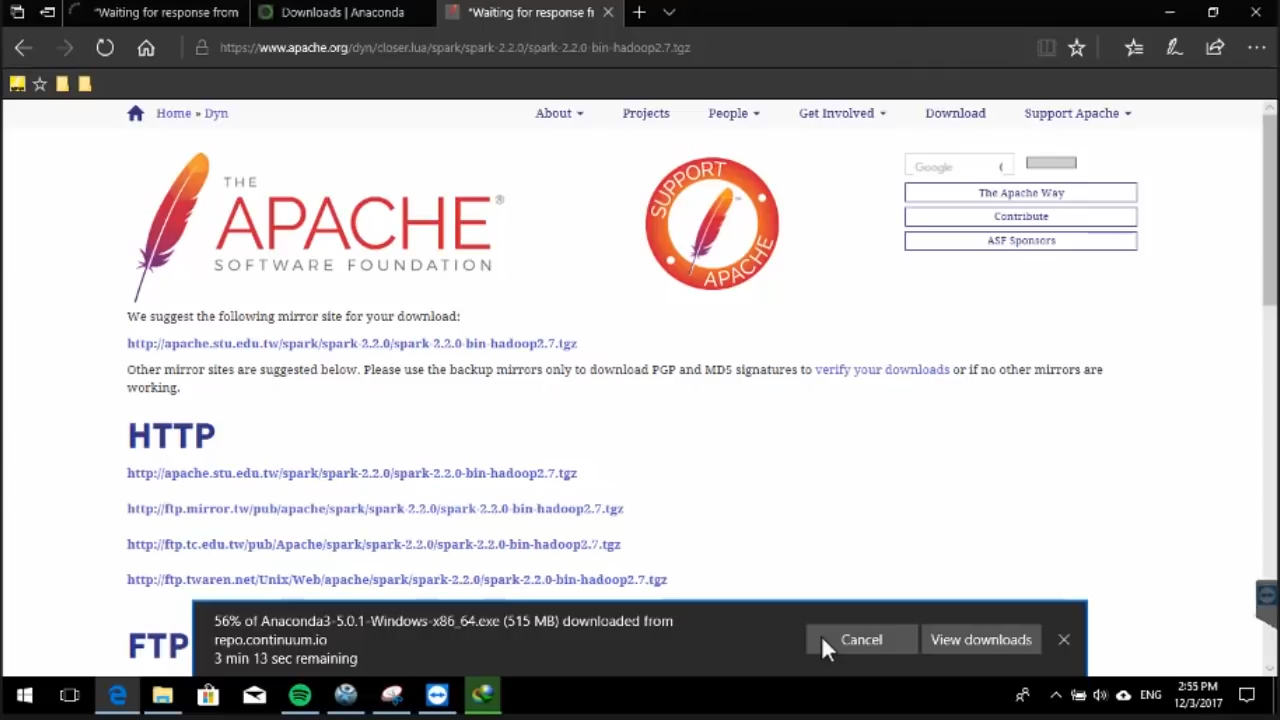 "Waiting for response from
Downloads | Anaconda
"Waiting for response fr
https://www.apache.org/dyn/closer.lua/spark/spark-2.2.0/spark-2.2.0-bin-hadoop2.7.tgz
Home » Dyn
About
Projects
People
Get Involved
Download
Support Apache
THE
APACHE®
SOFTWARE FOUNDATION
SUPPORT
APACHE
Google
The Apache Way
Contribute
ASF Sponsors
We suggest the following mirror site for your download:
http://apache.stu.edu.tw/spark/spark-2.2.0/spark-2.2.0-bin-hadoop2.7.tgz
Other mirror sites are suggested below. Please use the backup mirrors only to download PGP and MD5 signatures to verify your downloads or if no other mirrors are
working.
HTTP
http://apache.stu.edu.tw/spark/spark-2.2.0/spark-2.2.0-bin-hadoop2.7.tgz
http://ftp.mirror.tw/pub/apache/spark/spark-2.2.0/spark-2.2.0-bin-hadoop2.7.tgz
http://ftp.tc.edu.tw/pub/Apache/spark/spark-2.2.0/spark-2.2.0-bin-hadoop2.7.tgz
http://ftp.twaren.net/Unix/Web/apache/spark/spark-2.2.0/spark-2.2.0-bin-hadoop2.7.tgz
FTP
56% of Anaconda3-5.0.1-Windows-x86_64.exe (515 MB) downloaded from
repo.continuum.io
3 min 13 sec remaining
Cancel
View downloads
ENG
2:55 PM
12/3/2017